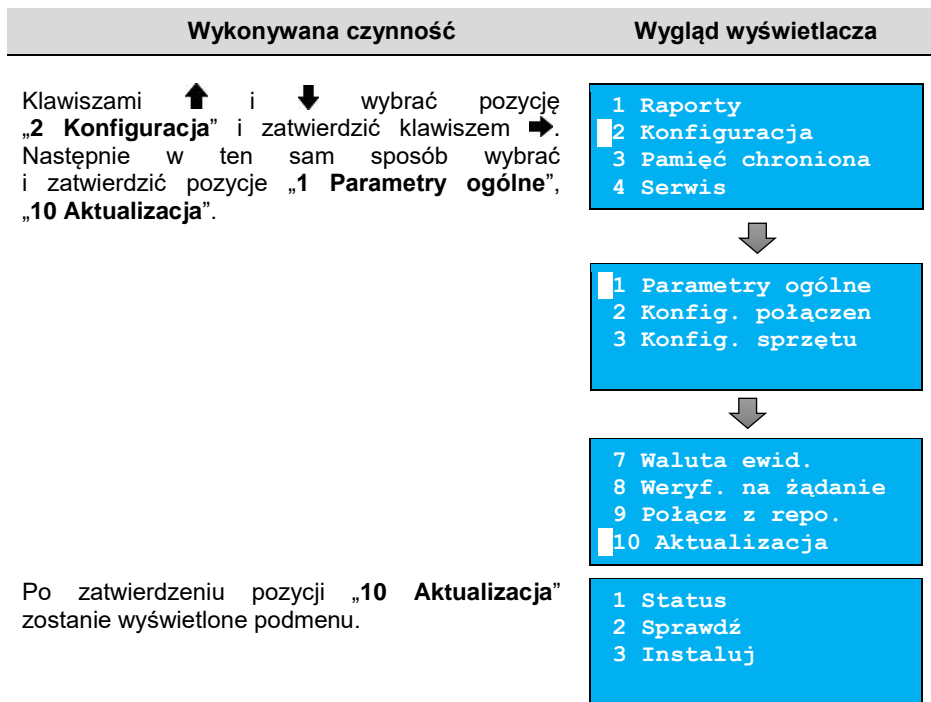 Wykonywana czynność Wygląd wyświetlacza
Klawiszami i wybrać pozycję
„2 Konfiguracja” i zatwierdzić klawiszem .
Następnie w ten sam sposób wybrać
i zatwierdzić pozycje „1 Parametry ogólne”,
„10 Aktualizacja”.
1 Raporty
2 Konfiguracja
3 Pamięć chroniona
4 Serwis
1 Parametry ogólne
2 Konfig. połączen
3 Konfig. sprzętu
7 Waluta ewid.
8 Weryf. na żądanie
9 Połącz z repo.
10 Aktualizacja
Po zatwierdzeniu pozycji „10 Aktualizacja”
zostanie wyświetlone podmenu.
1 Status
2 Sprawdź
3 Instaluj